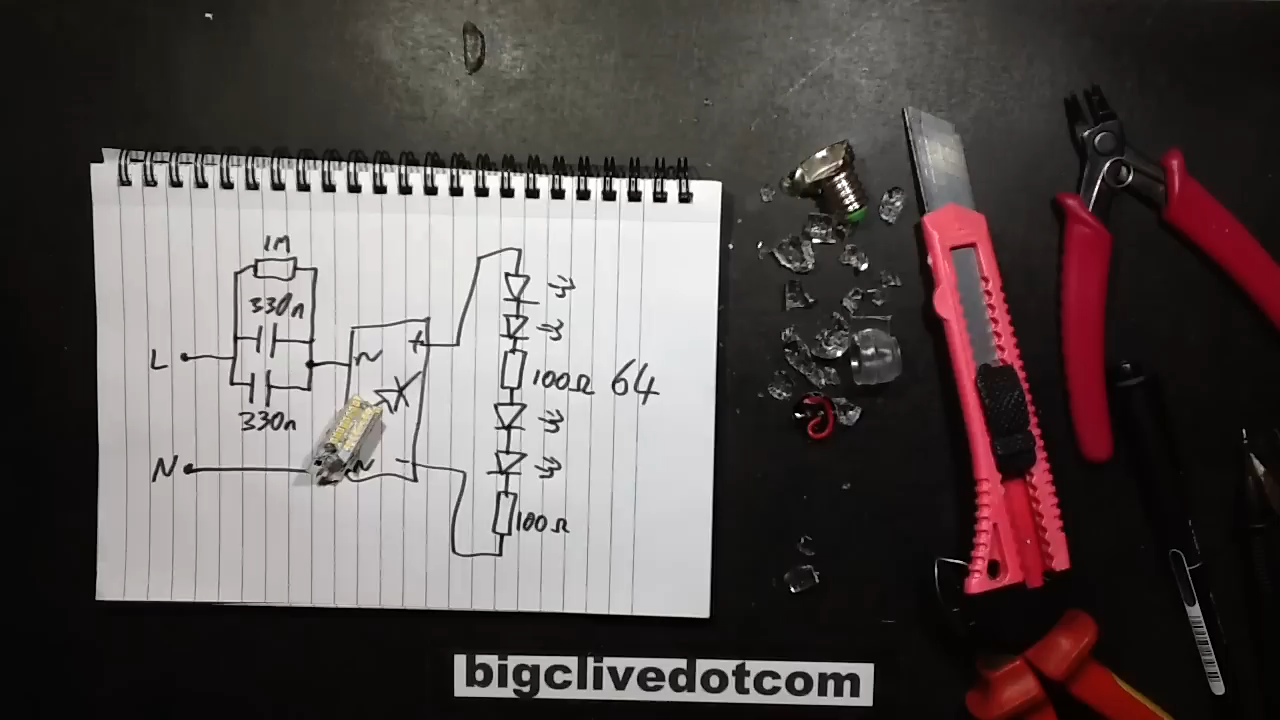 1M
330n
L
330n
N
~
+
~
-
100Ω 64
100Ω
bigclivedotcom